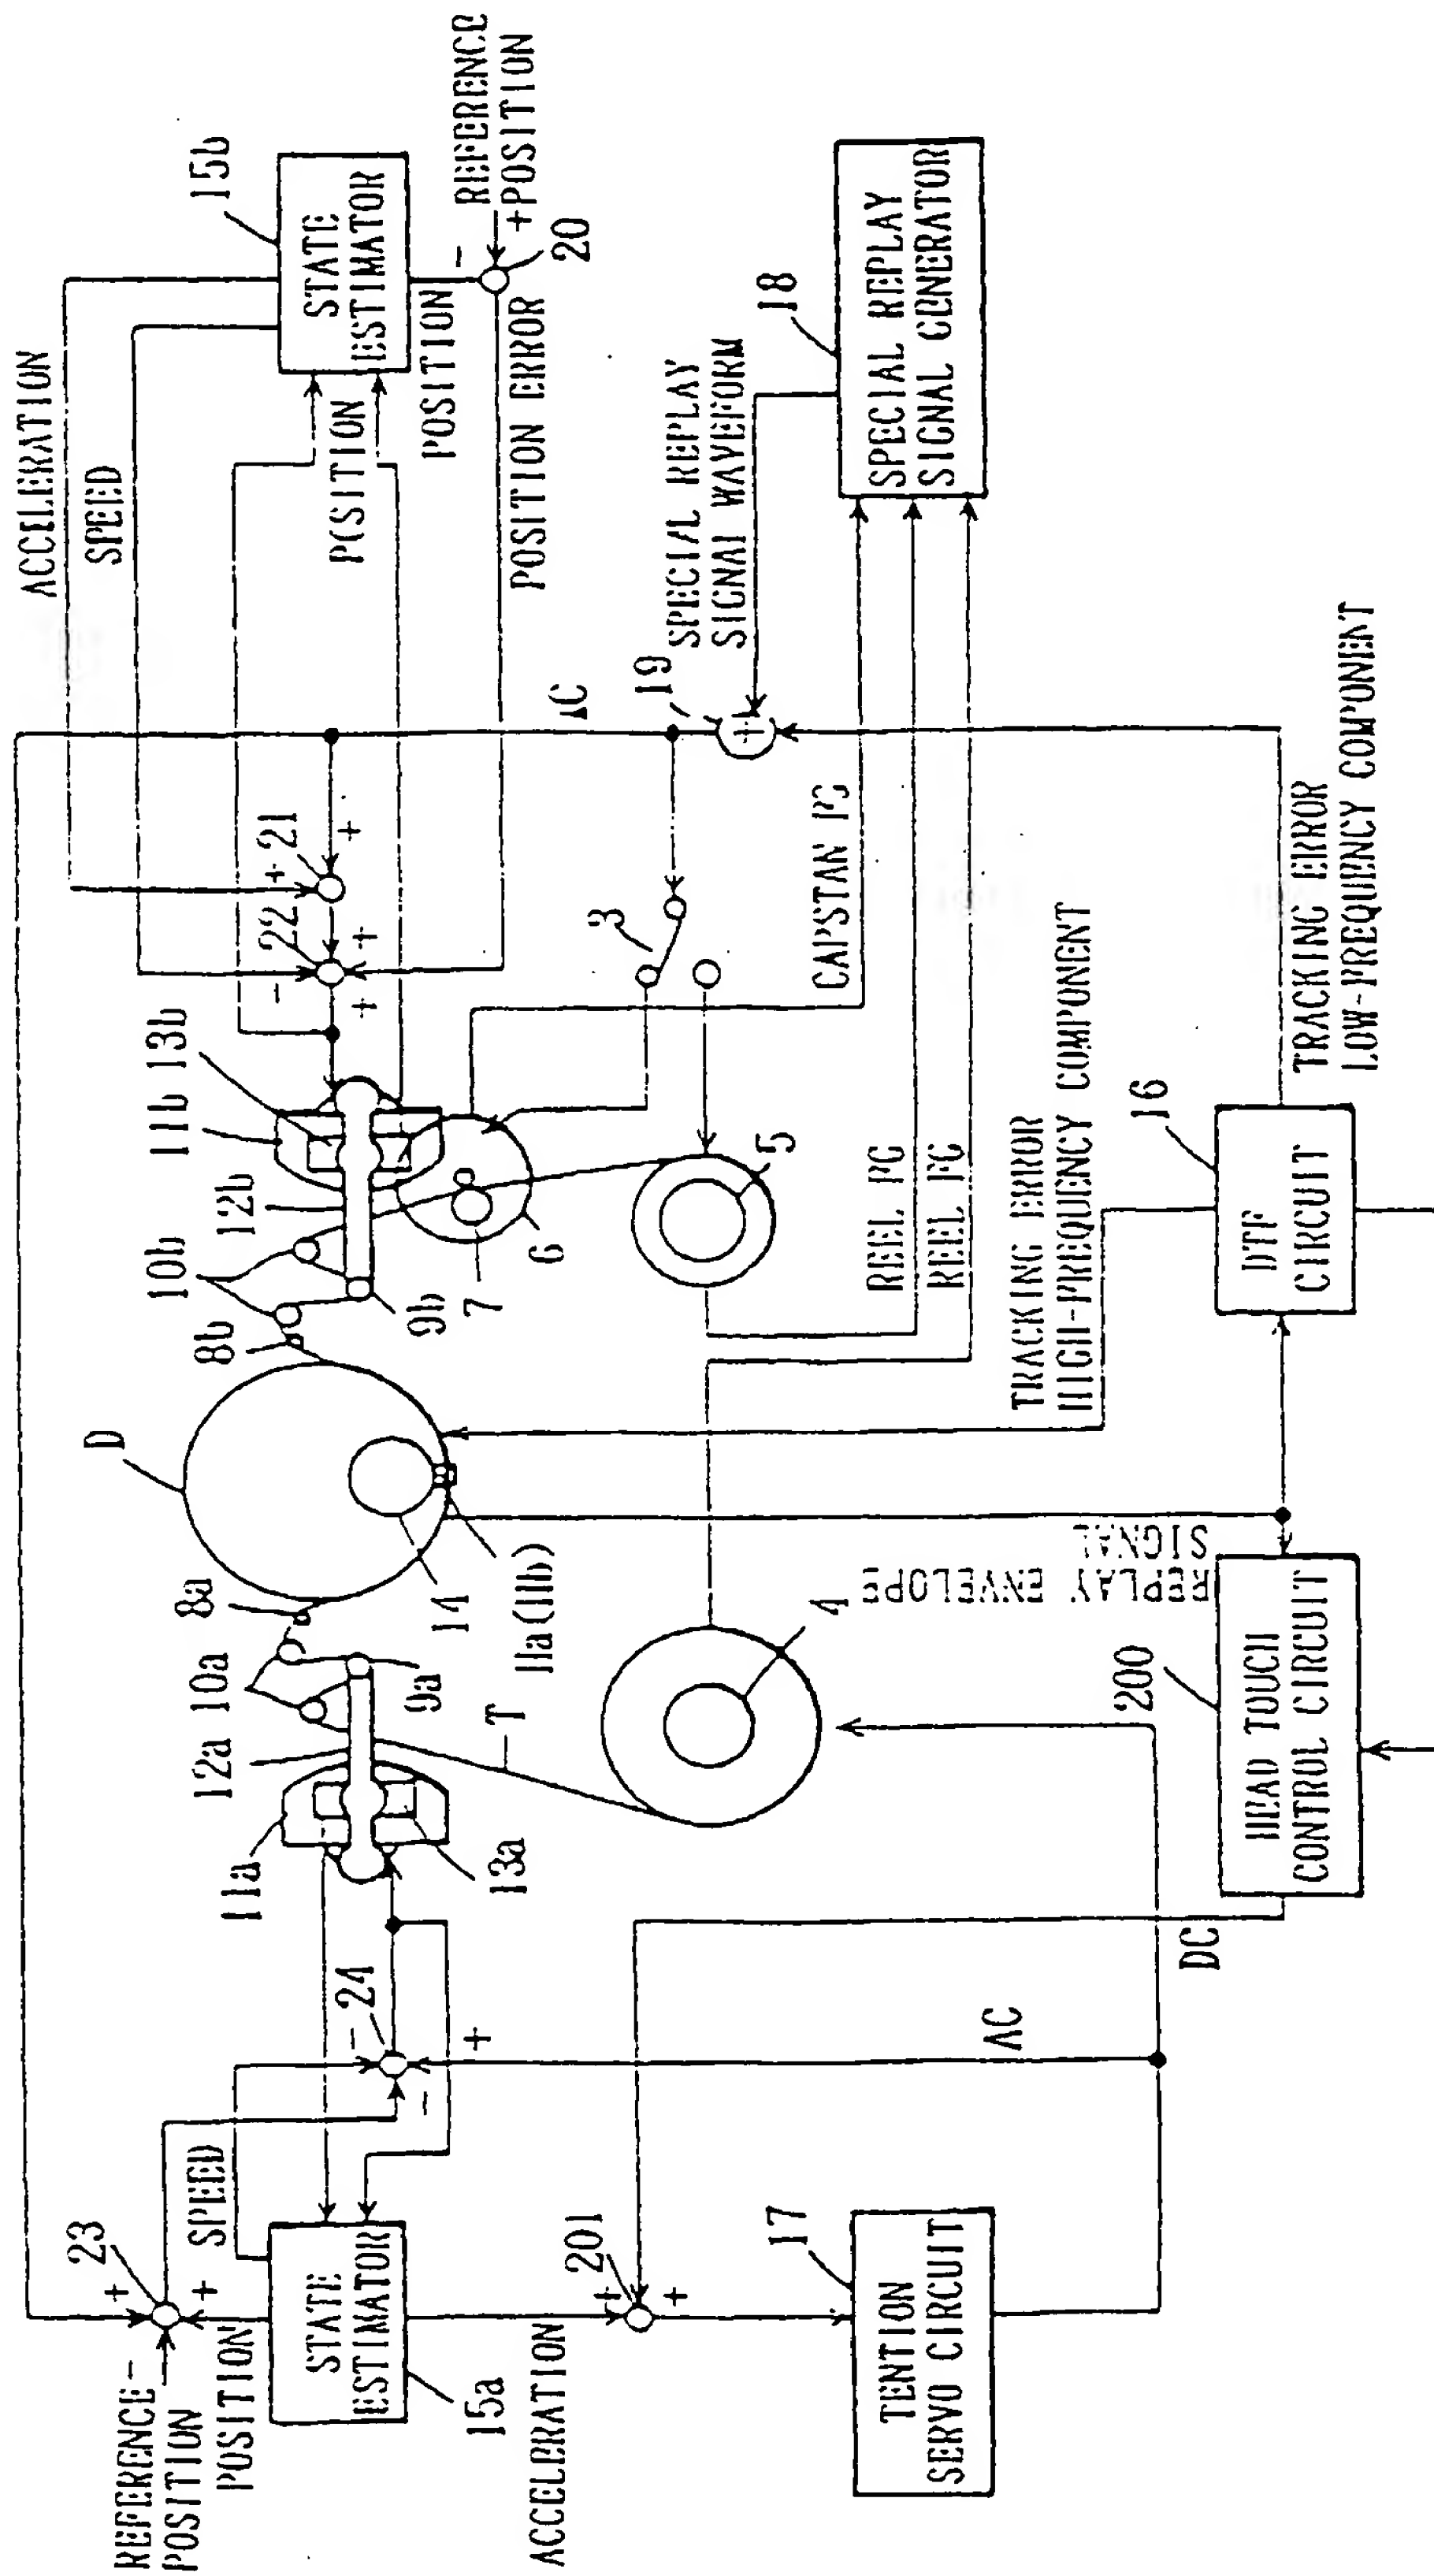 REFERENCE
POSITION
POSITION
23
SPEED
STATE
ESTIMATOR
15a
ACCELERATION
201
24
17
TENTION
SERVO CIRCUIT
AC
DC
11a
12a
10a
8a
9a
13a
T
D
14
4
REPLAY ENVELOPE
SIGNAL
200
HEAD TOUCH
CONTROL CIRCUIT
16
DTF
CIRCUIT
TRACKING ERROR
HIGH-FREQUENCY COMPONENT
TRACKING ERROR
LOW-FREQUENCY COMPONENT
8b
10b
9b
12b
11b
13b
7
6
5
3
22
21
19
AC
CAPSTAN FG
REEL FG
REEL FG
SPECIAL REPLAY
SIGNAL WAVEFORM
18
SPECIAL REPLAY
SIGNAL GENERATOR
ACCELERATION
SPEED
POSITION
POSITION
POSITION ERROR
15b
STATE
ESTIMATOR
REFERENCE
+POSITION
20